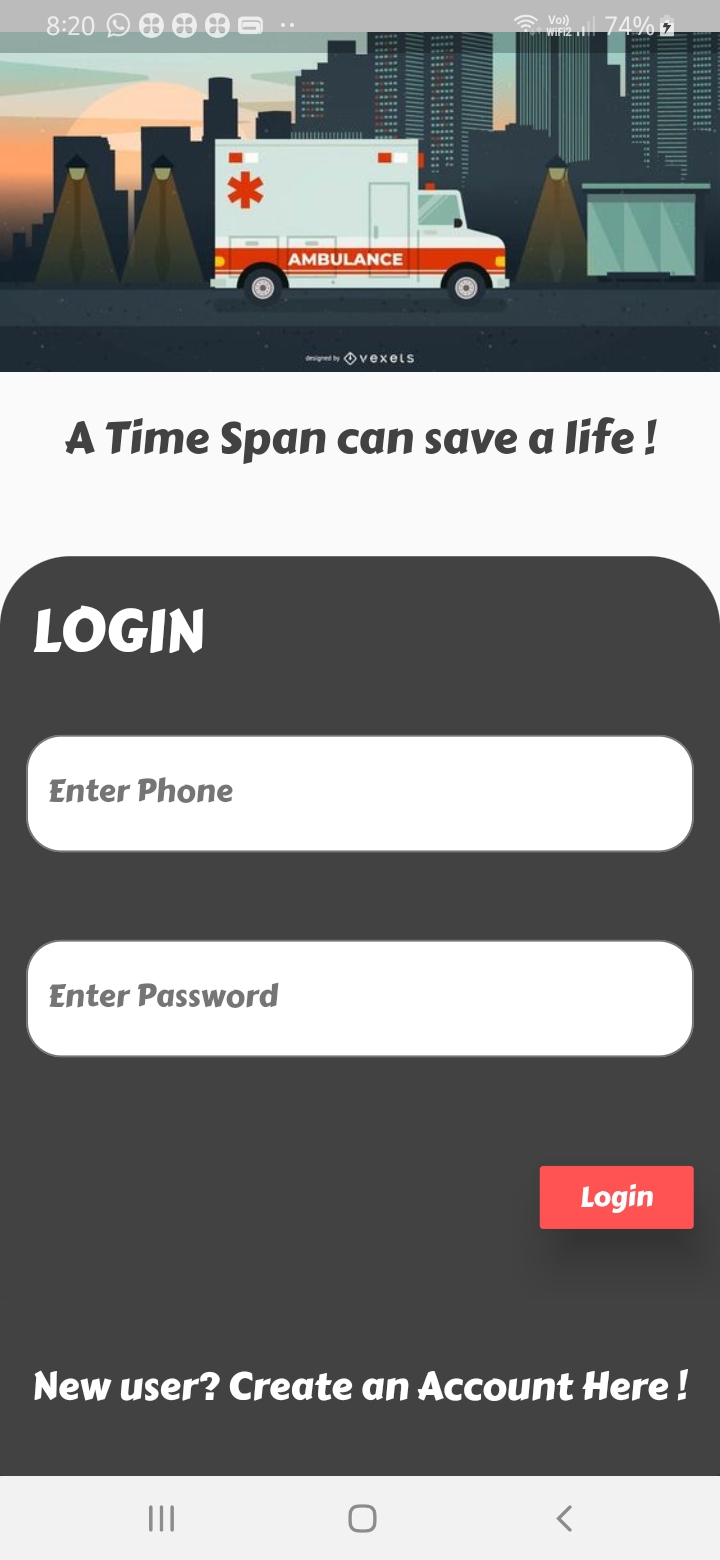 8:20 Vo) WiFi2 74%
AMBULANCE
designed by vexels
A Time Span can save a life !
LOGIN
Enter Phone
Enter Password
Login
New user? Create an Account Here !